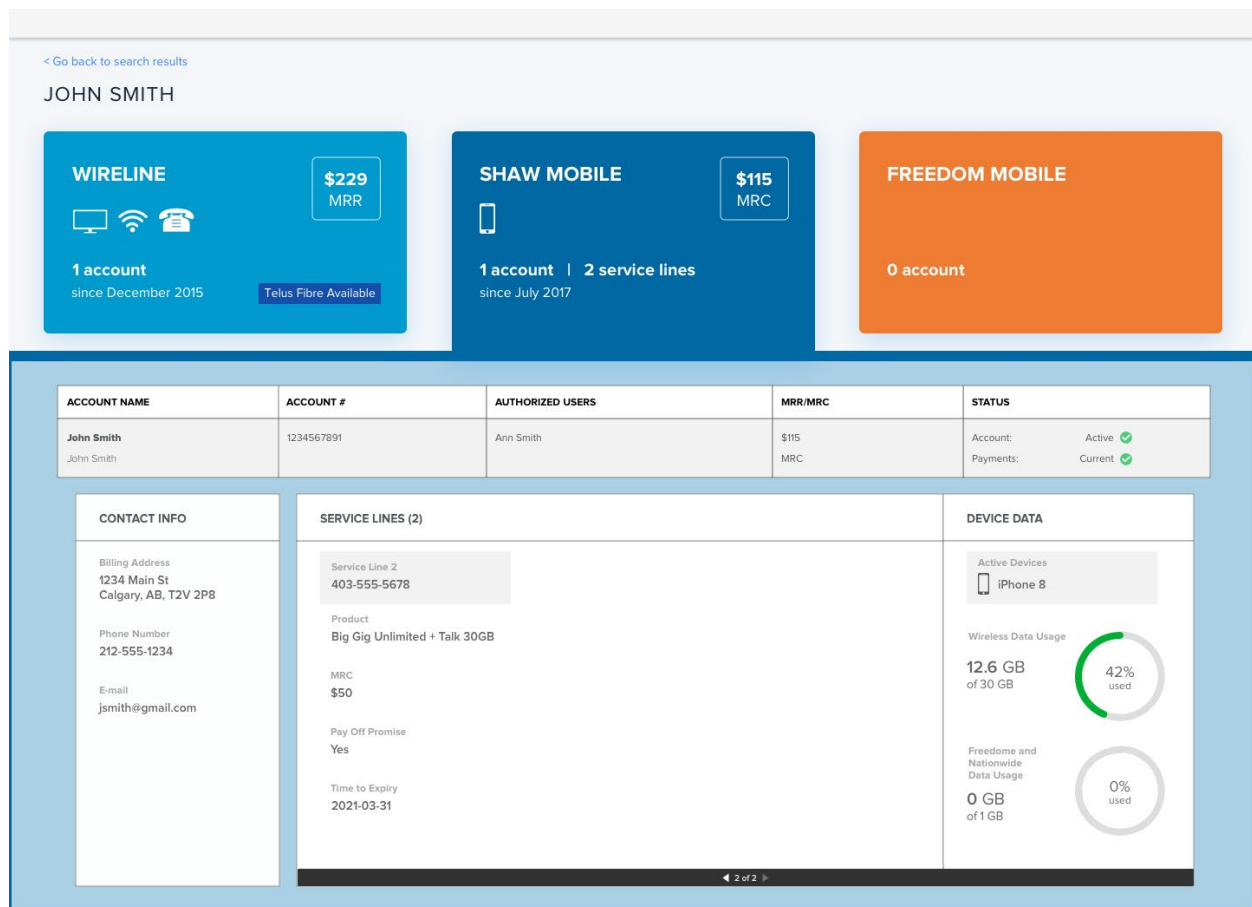 < Go back to search results
JOHN SMITH
WIRELINE
$229
MRR
1 account
since December 2015
Telus Fibre Available
SHAW MOBILE
$115
MRC
1 account | 2 service lines
since July 2017
FREEDOM MOBILE
0 account
ACCOUNT NAME
ACCOUNT #
AUTHORIZED USERS
MRR/MRC
STATUS
John Smith
John Smith
1234567891
Ann Smith
$115
MRC
Account: Active
Payments: Current
CONTACT INFO
Billing Address
1234 Main St
Calgary, AB, T2V 2P8
Phone Number
212-555-1234
E-mail
jsmith@gmail.com
SERVICE LINES (2)
Service Line 2
403-555-5678
Product
Big Gig Unlimited + Talk 30GB
MRC
$50
Pay Off Promise
Yes
Time to Expiry
2021-03-31
DEVICE DATA
Active Devices
iPhone 8
Wireless Data Usage
12.6 GB
of 30 GB
42%
used
Freedome and
Nationwide
Data Usage
0 GB
of 1 GB
0%
used
2 of 2